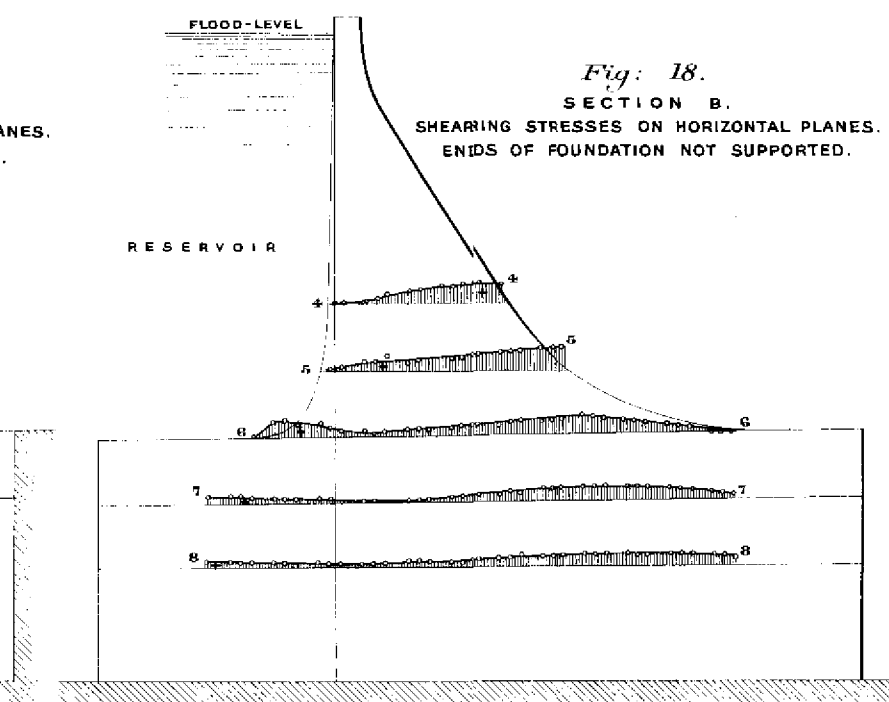 FLOOD-LEVEL
Fig: 18.
SECTION B.
SHEARING STRESSES ON HORIZONTAL PLANES.
ENDS OF FOUNDATION NOT SUPPORTED.
ANES.
RESERVOIR
4 4
5 5
6 6
7 7
8 8